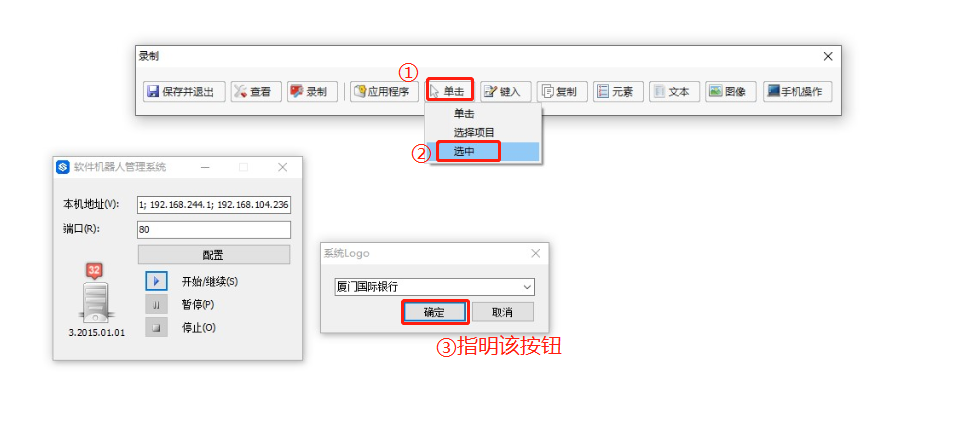 录制
①
保存并退出 查看 录制 应用程序 单击 键入 复制 元素 文本 图像 手机操作
单击
选择项目
② 选中
软件机器人管理系统
本机地址(V): 1; 192.168.244.1; 192.168.104.236
端口(R): 80
配置
32
开始/继续(S)
暂停(P)
停止(O)
3.2015.01.01
系统Logo
厦门国际银行
确定 取消
③指明该按钮